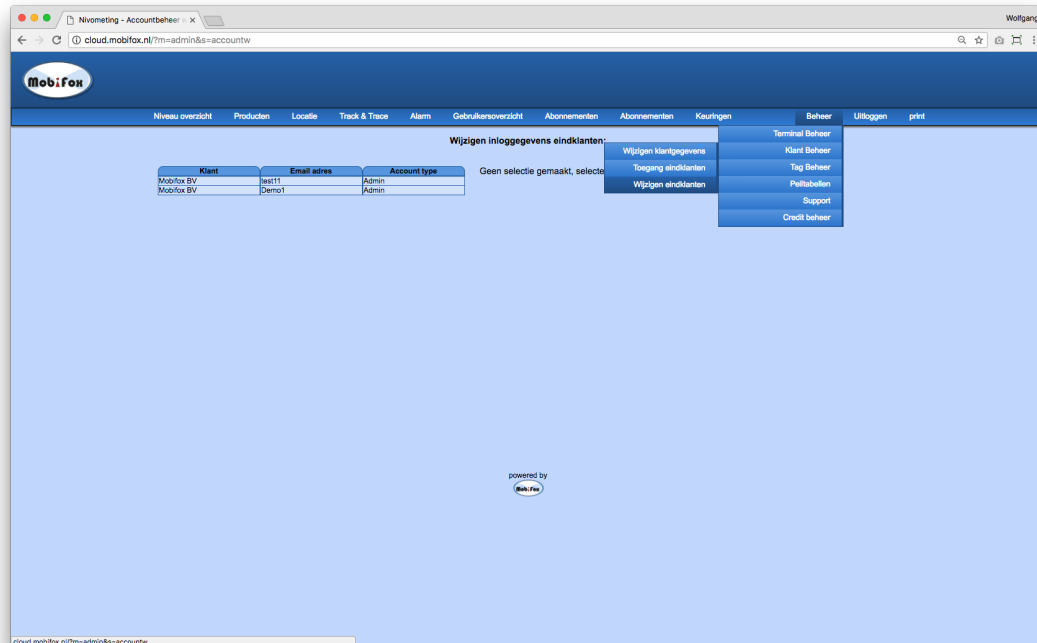 Nivometing - Accountbeheer
Wolfgang
cloud.mobifox.nl/?m=admin&s=accountw
MobiFox
Niveau overzicht Producten Locatie Track & Trace Alarm Gebruikersoverzicht Abonnementen Abonnementen Keuringen Beheer Uitloggen print
Terminal Beheer
Klant Beheer
Tag Beheer
Peiltabellen
Support
Credit beheer
Wijzigen klantgegevens
Toegang eindklanten
Wijzigen eindklanten
Wijzigen inloggegevens eindklanten:
Klant Email adres Account type
Mobifox BV test11 Admin
Mobifox BV Demo1 Admin
Geen selectie gemaakt, selecte
powered by
MobiFox
cloud.mobifox.nl/?m=admin&s=accountw